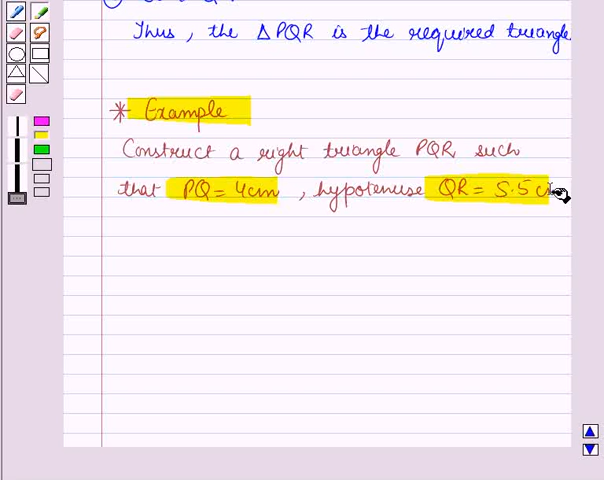 Thus, the △PQR is the required triangle
* Example
Construct a right triangle PQR such
that PQ = 4cm, hypotenuse QR = 5.5 c